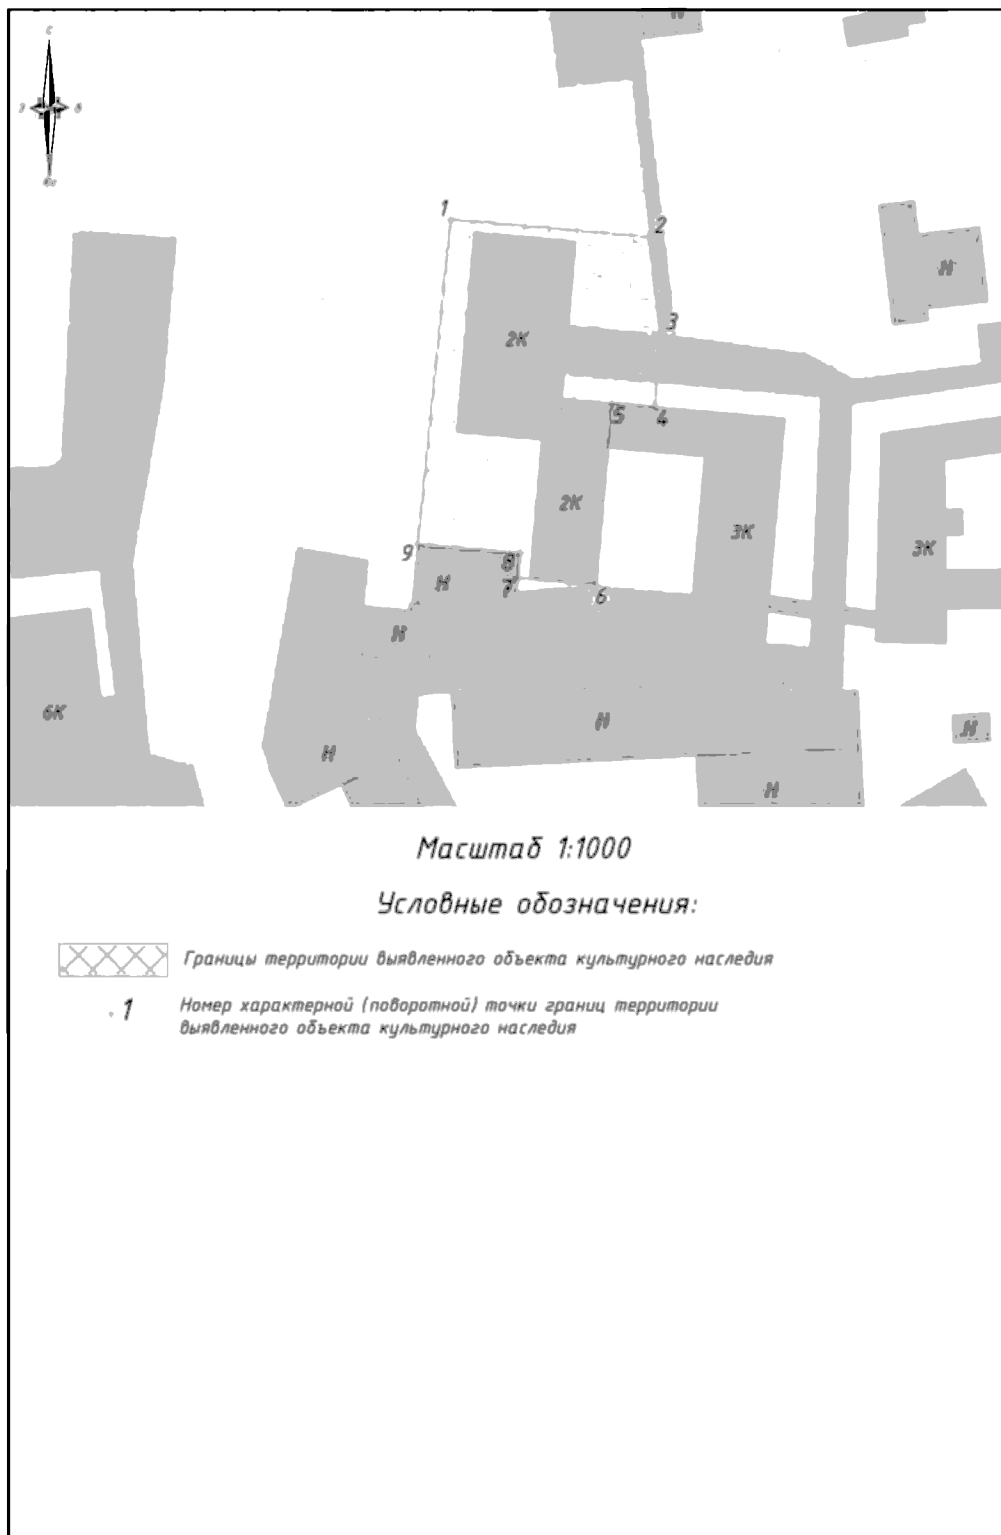 С
З В
Ю
Н
1
2
Н
3
2К
5 4
2К
3К
3К
9
8
Н
7
6
Н
6К
Н
Н
Н
Н
Масштаб 1:1000
Условные обозначения:
Границы территории выявленного объекта культурного наследия
1 Номер характерной (поворотной) точки границ территории
выявленного объекта культурного наследия